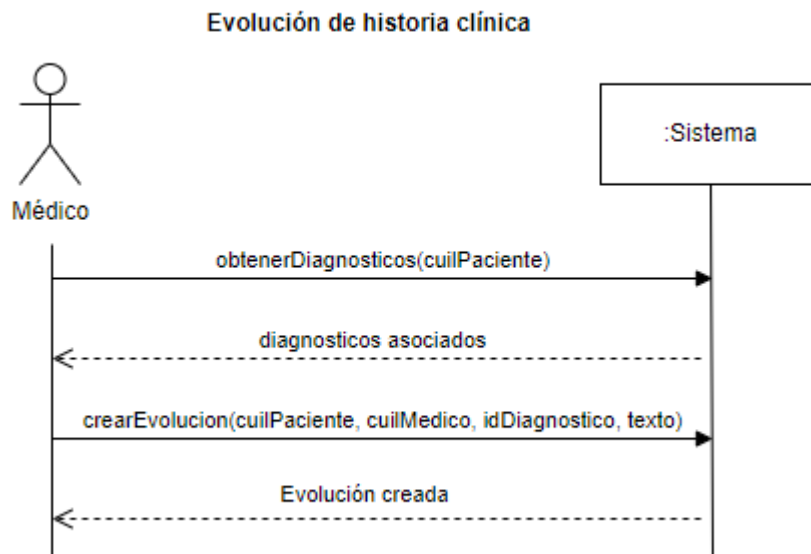 Evolución de historia clínica
:Sistema
Médico
obtenerDiagnosticos(cuilPaciente)
diagnosticos asociados
crearEvolucion(cuilPaciente, cuilMedico, idDiagnostico, texto)
Evolución creada